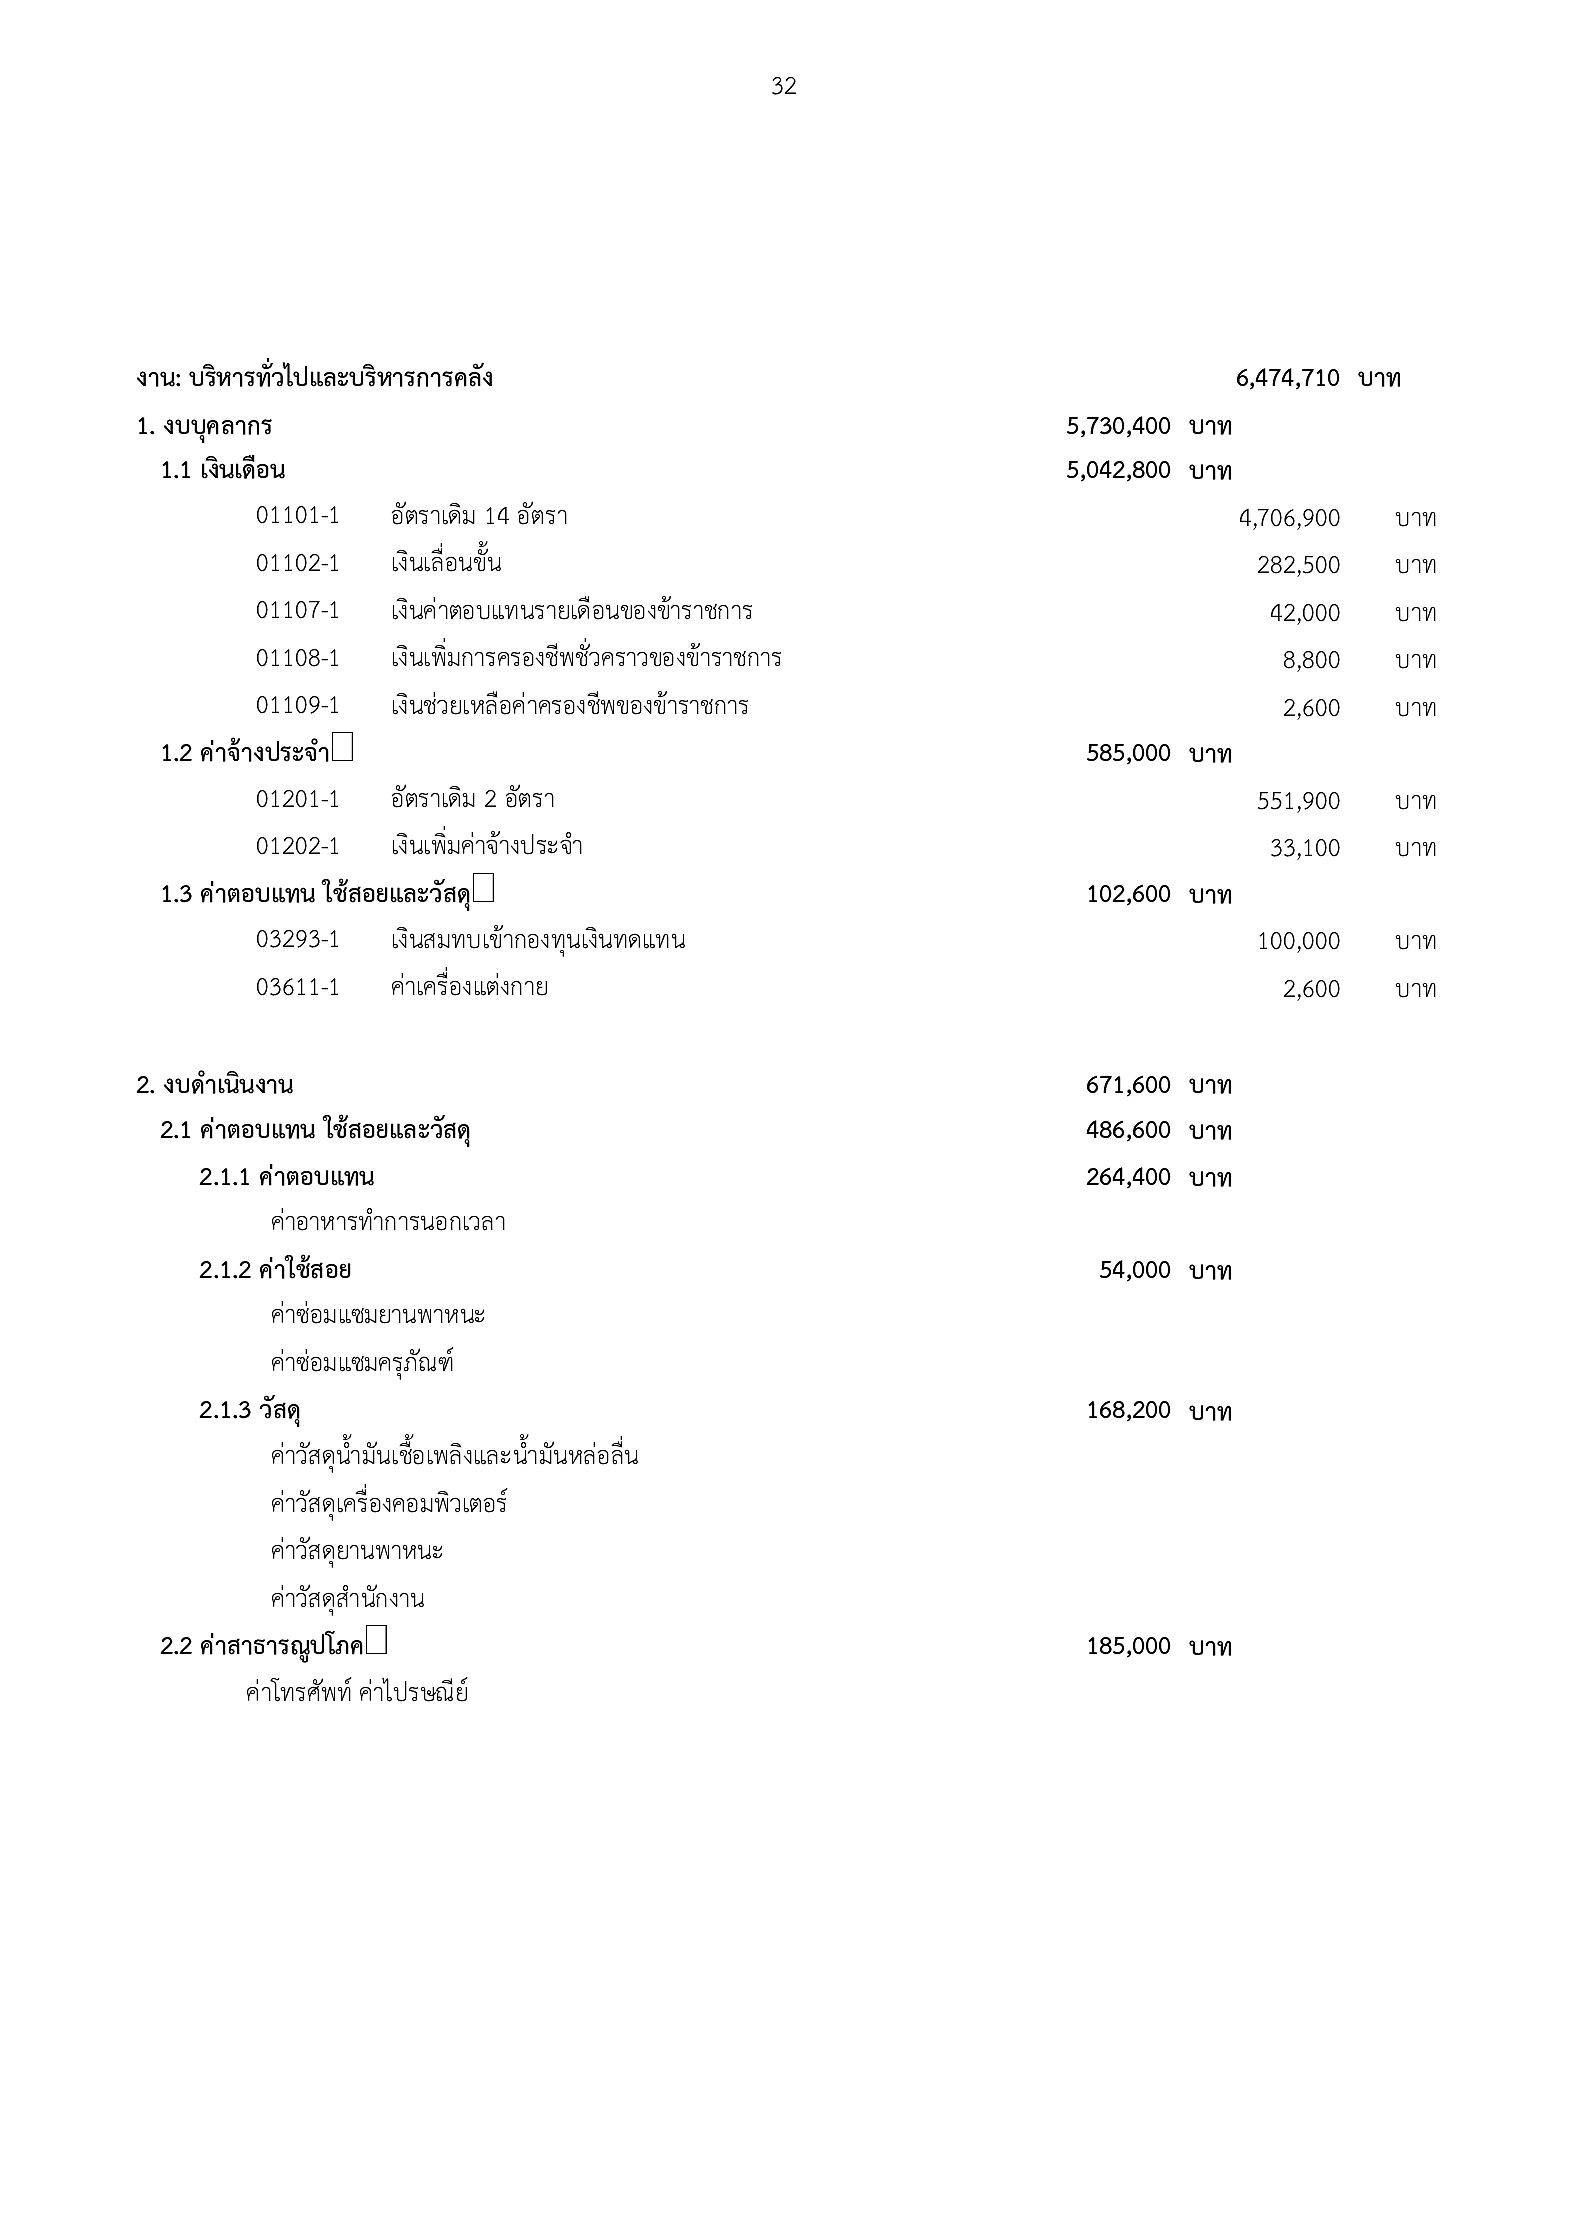 32
งาน: บริหารทั่วไปและบริหารการคลัง 6,474,710 บาท
1. งบบุคลากร 5,730,400 บาท
1.1 เงินเดือน 5,042,800 บาท
01101-1 อัตราเดิม 14 อัตรา 4,706,900 บาท
01102-1 เงินเลื่อนขั้น 282,500 บาท
01107-1 เงินค่าตอบแทนรายเดือนของข้าราชการ 42,000 บาท
01108-1 เงินเพิ่มการครองชีพชั่วคราวของข้าราชการ 8,800 บาท
01109-1 เงินช่วยเหลือค่าครองชีพของข้าราชการ 2,600 บาท
1.2 ค่าจ้างประจำ 585,000 บาท
01201-1 อัตราเดิม 2 อัตรา 551,900 บาท
01202-1 เงินเพิ่มค่าจ้างประจำ 33,100 บาท
1.3 ค่าตอบแทน ใช้สอยและวัสดุ 102,600 บาท
03293-1 เงินสมทบเข้ากองทุนเงินทดแทน 100,000 บาท
03611-1 ค่าเครื่องแต่งกาย 2,600 บาท
2. งบดำเนินงาน 671,600 บาท
2.1 ค่าตอบแทน ใช้สอยและวัสดุ 486,600 บาท
2.1.1 ค่าตอบแทน 264,400 บาท
ค่าอาหารทำการนอกเวลา
2.1.2 ค่าใช้สอย 54,000 บาท
ค่าซ่อมแซมยานพาหนะ
ค่าซ่อมแซมครุภัณฑ์
2.1.3 วัสดุ 168,200 บาท
ค่าวัสดุน้ำมันเชื้อเพลิงและน้ำมันหล่อลื่น
ค่าวัสดุเครื่องคอมพิวเตอร์
ค่าวัสดุยานพาหนะ
ค่าวัสดุสำนักงาน
2.2 ค่าสาธารณูปโภค 185,000 บาท
ค่าโทรศัพท์ ค่าไปรษณีย์